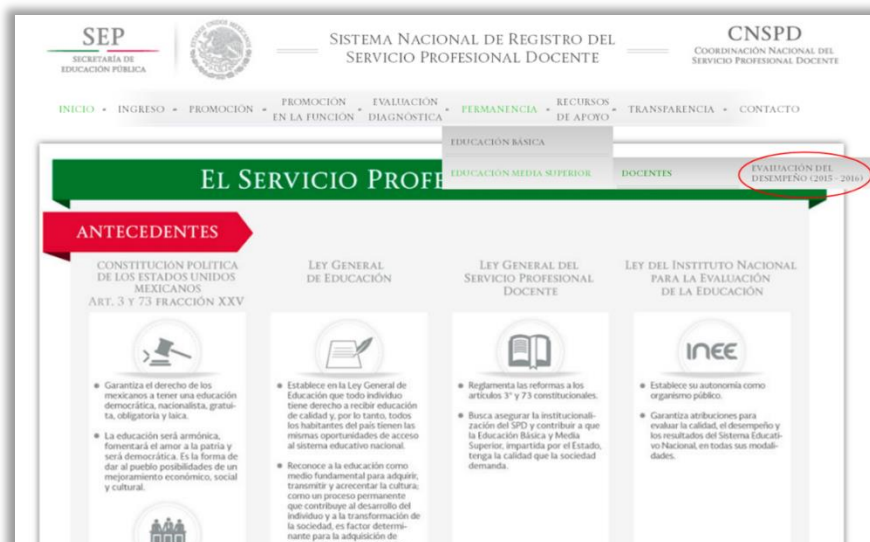 SEP
SECRETARÍA DE
EDUCACIÓN PÚBLICA
SISTEMA NACIONAL DE REGISTRO DEL
SERVICIO PROFESIONAL DOCENTE
CNSPD
COORDINACIÓN NACIONAL DEL
SERVICIO PROFESIONAL DOCENTE
INICIO
INGRESO
PROMOCIÓN
PROMOCIÓN
EN LA FUNCIÓN
EVALUACIÓN
DIAGNÓSTICA
PERMANENCIA
RECURSOS
DE APOYO
TRANSPARENCIA
CONTACTO
EDUCACIÓN BÁSICA
EDUCACIÓN MEDIA SUPERIOR
DOCENTES
EVALUACIÓN DEL
DESEMPEÑO (2015 - 2016)
EL SERVICIO PROFE
ANTECEDENTES
CONSTITUCIÓN POLÍTICA
DE LOS ESTADOS UNIDOS
MEXICANOS
ART. 3 Y 73 FRACCIÓN XXV
Garantiza el derecho de los
mexicanos a tener una educación
democrática, nacionalista, gratui-
ta, obligatoria y laica.
La educación será armónica,
fomentará el amor a la patria y
será democrática. Es la forma de
dar al pueblo posibilidades de un
mejoramiento económico, social
y cultural.
LEY GENERAL
DE EDUCACIÓN
Establece en la Ley General de
Educación que todo individuo
tiene derecho a recibir educación
de calidad y, por lo tanto, todos
los habitantes del país tienen las
mismas oportunidades de acceso
al sistema educativo nacional.
Reconoce a la educación como
medio fundamental para adquirir,
transmitir y acrecentar la cultura;
como un proceso permanente
que contribuye al desarrollo del
individuo y a la transformación de
la sociedad, es factor determi-
nante para la adquisición de
LEY GENERAL DEL
SERVICIO PROFESIONAL
DOCENTE
Reglamenta las reformas a los
artículos 3° y 73 constitucionales.
Busca asegurar la institucionali-
zación del SPD y contribuir a que
la Educación Básica y Media
Superior, impartida por el Estado,
tenga la calidad que la sociedad
demanda.
LEY DEL INSTITUTO NACIONAL
PARA LA EVALUACIÓN
DE LA EDUCACIÓN
INEE
Establece su autonomía como
organismo público.
Garantiza atribuciones para
evaluar la calidad, el desempeño y
los resultados del Sistema Educati-
vo Nacional, en todas sus modali-
dades.